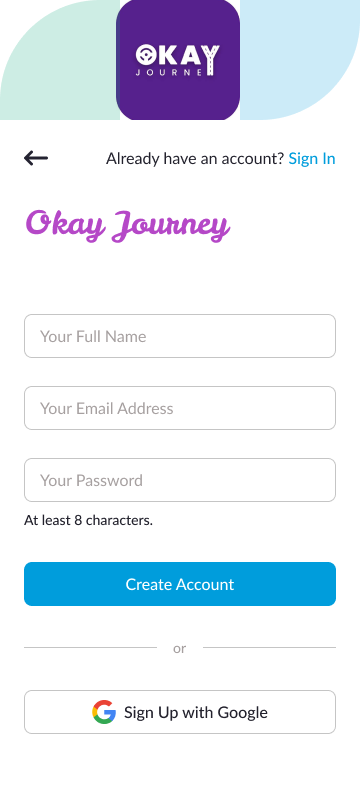 OKAY
JOURNEY
Already have an account? Sign In
Okay Journey
Your Full Name
Your Email Address
Your Password
At least 8 characters.
Create Account
or
Sign Up with Google